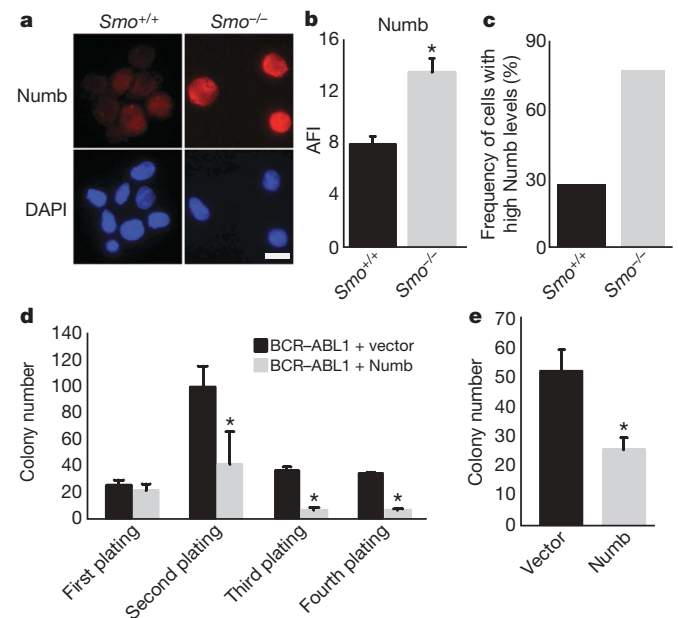 a
Smo+/+
Smo–/–
Numb
DAPI
b
Numb
16
12
8
4
0
AFI
*
Smo+/+
Smo–/–
c
90
60
30
0
Frequency of cells with
high Numb levels (%)
Smo+/+
Smo–/–
d
140
120
100
80
60
40
20
0
Colony number
BCR–ABL1 + vector
BCR–ABL1 + Numb
*
*
*
First plating
Second plating
Third plating
Fourth plating
e
70
60
50
40
30
20
10
0
Colony number
*
Vector
Numb